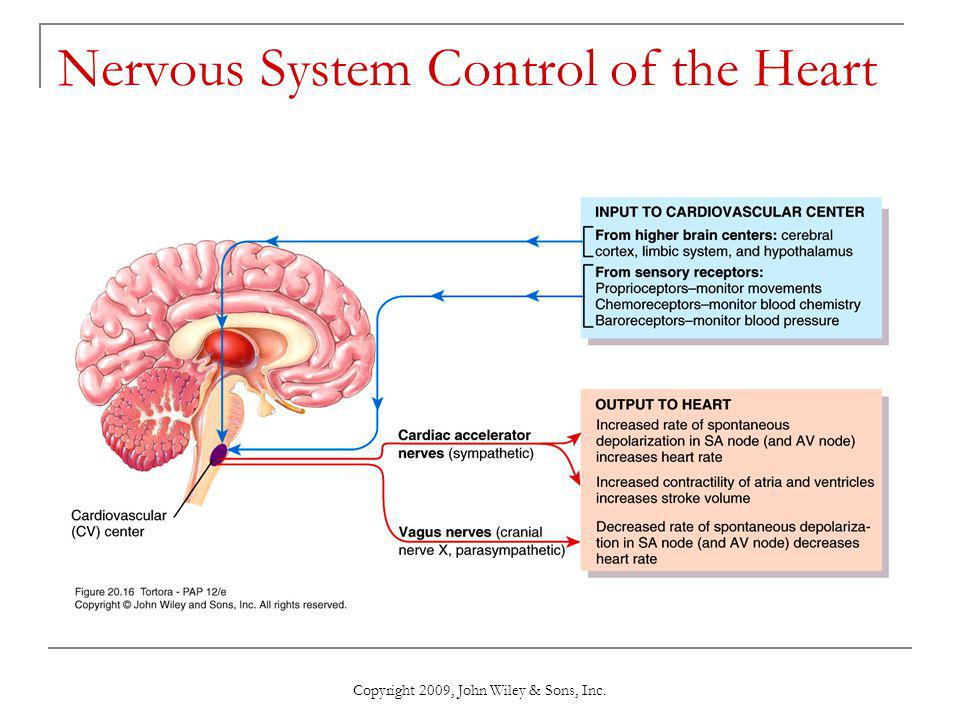 Nervous System Control of the Heart
INPUT TO CARDIOVASCULAR CENTER
From higher brain centers: cerebral
cortex, limbic system, and hypothalamus
From sensory receptors:
Proprioceptors–monitor movements
Chemoreceptors–monitor blood chemistry
Baroreceptors–monitor blood pressure
OUTPUT TO HEART
Increased rate of spontaneous
depolarization in SA node (and AV node)
increases heart rate
Increased contractility of atria and ventricles
increases stroke volume
Decreased rate of spontaneous depolariza-
tion in SA node (and AV node) decreases
heart rate
Cardiac accelerator
nerves (sympathetic)
Vagus nerves (cranial
nerve X, parasympathetic)
Cardiovascular
(CV) center
Figure 20.16 Tortora - PAP 12/e
Copyright © John Wiley and Sons, Inc. All rights reserved.
Copyright 2009, John Wiley & Sons, Inc.